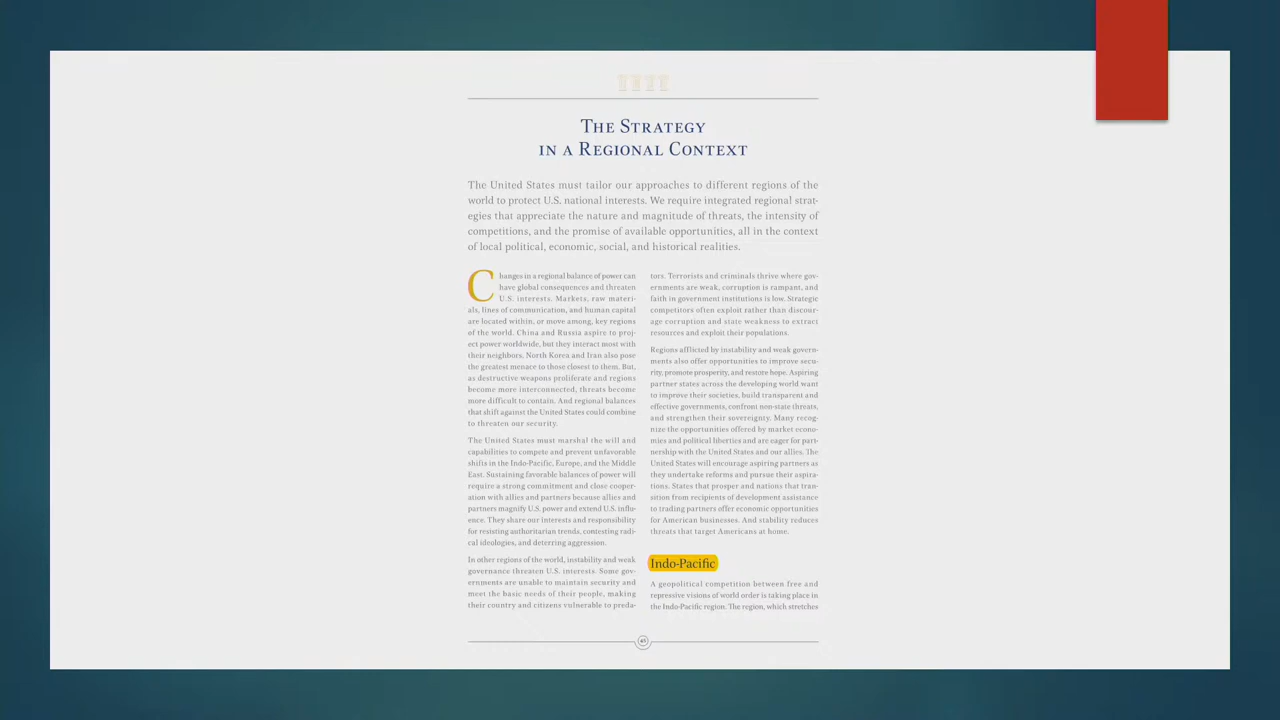 The Strategy
in a Regional Context
The United States must tailor our approaches to different regions of the
world to protect U.S. national interests. We require integrated regional strat-
egies that appreciate the nature and magnitude of threats, the intensity of
competitions, and the promise of available opportunities, all in the context
of local political, economic, social, and historical realities.
Changes in a regional balance of power can
have global consequences and threaten
U.S. interests. Markets, raw materi-
als, lines of communication, and human capital
are located within, or move among, key regions
of the world. China and Russia aspire to proj-
ect power worldwide, but they interact most with
their neighbors. North Korea and Iran also pose
the greatest menace to those closest to them. But,
as destructive weapons proliferate and regions
become more interconnected, threats become
more difficult to contain. And regional balances
that shift against the United States could combine
to threaten our security.
The United States must marshal the will and
capabilities to compete and prevent unfavorable
shifts in the Indo-Pacific, Europe, and the Middle
East. Sustaining favorable balances of power will
require a strong commitment and close cooper-
ation with allies and partners because allies and
partners magnify U.S. power and extend U.S. influ-
ence. They share our interests and responsibility
for resisting authoritarian trends, contesting radi-
cal ideologies, and deterring aggression.
In other regions of the world, instability and weak
governance threaten U.S. interests. Some gov-
ernments are unable to maintain security and
meet the basic needs of their people, making
their country and citizens vulnerable to preda-
tors. Terrorists and criminals thrive where gov-
ernments are weak, corruption is rampant, and
faith in government institutions is low. Strategic
competitors often exploit rather than discour-
age corruption and state weakness to extract
resources and exploit their populations.
Regions afflicted by instability and weak govern-
ments also offer opportunities to improve secu-
rity, promote prosperity, and restore hope. Aspiring
partner states across the developing world want
to improve their societies, build transparent and
effective governments, confront non-state threats,
and strengthen their sovereignty. Many recog-
nize the opportunities offered by market econo-
mies and political liberties and are eager for part-
nership with the United States and our allies. The
United States will encourage aspiring partners as
they undertake reforms and pursue their aspira-
tions. States that prosper and nations that tran-
sition from recipients of development assistance
to trading partners offer economic opportunities
for American businesses. And stability reduces
threats that target Americans at home.
Indo-Pacific
A geopolitical competition between free and
repressive visions of world order is taking place in
the Indo-Pacific region. The region, which stretches
45